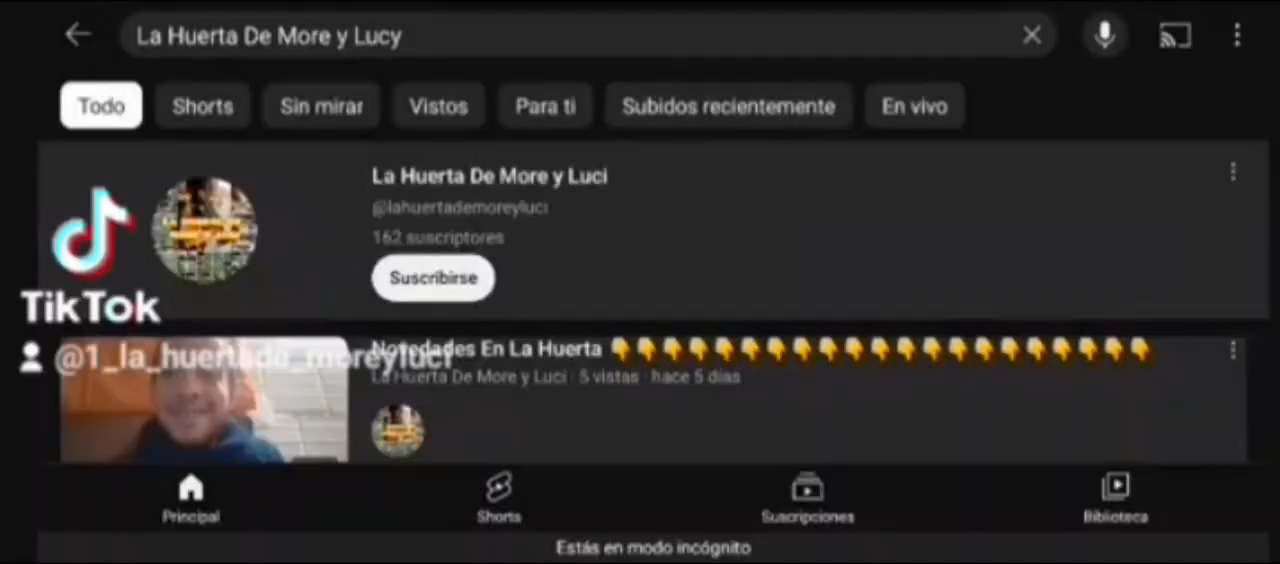 La Huerta De More y Lucy
Todo Shorts Sin mirar Vistos Para ti Subidos recientemente En vivo
La Huerta De More y Luci
@lahuertademoreyluci
162 suscriptores
Suscribirse
TikTok
@1_la_huertada_moreyluci
Novedades En La Huerta 👇👇👇👇👇👇👇👇👇👇👇👇👇👇👇👇👇👇👇👇👇
La Huerta De More y Luci · 5 vistas · hace 5 días
Principal Shorts Suscripciones Biblioteca
Estás en modo incógnito